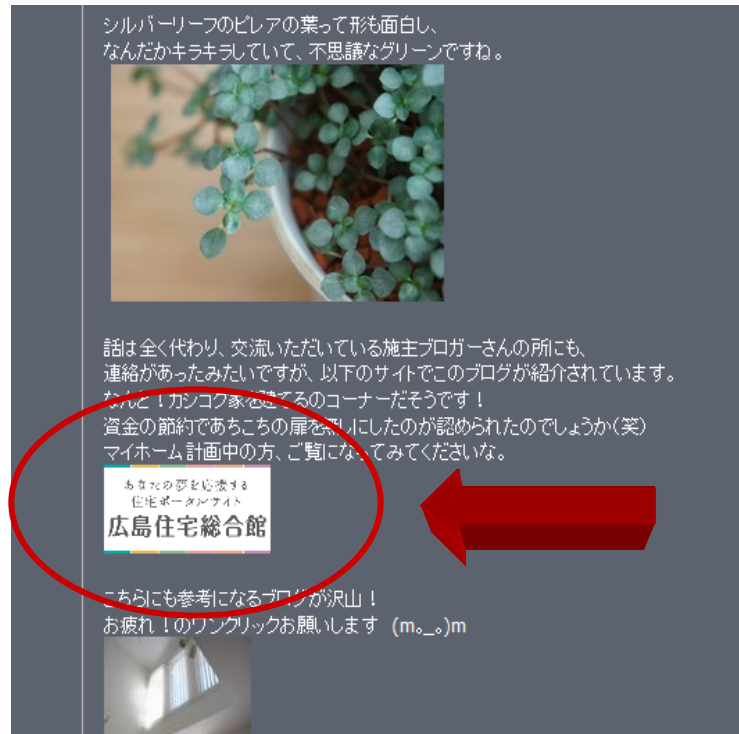 シルバーリーフのピレアの葉って形も面白し、
なんだかキラキラしていて、不思議なグリーンですね。
話は全く代わり、交流いただいている施主ブロガーさんの所にも、
連絡があったみたいですが、以下のサイトでこのブログが紹介されています。
なんと！カシコク家を建てるのコーナーだそうです！
資金の節約であちこちの扉を無しにしたのが認められたのでしょうか(笑)
マイホーム計画中の方、ご覧になってみてくださいな。
あなたの夢を応援する
住宅ポータルサイト
広島住宅総合館
こちらにも参考になるブログが沢山！
お疲れ！のワンクリックお願いします (m｡_｡)m